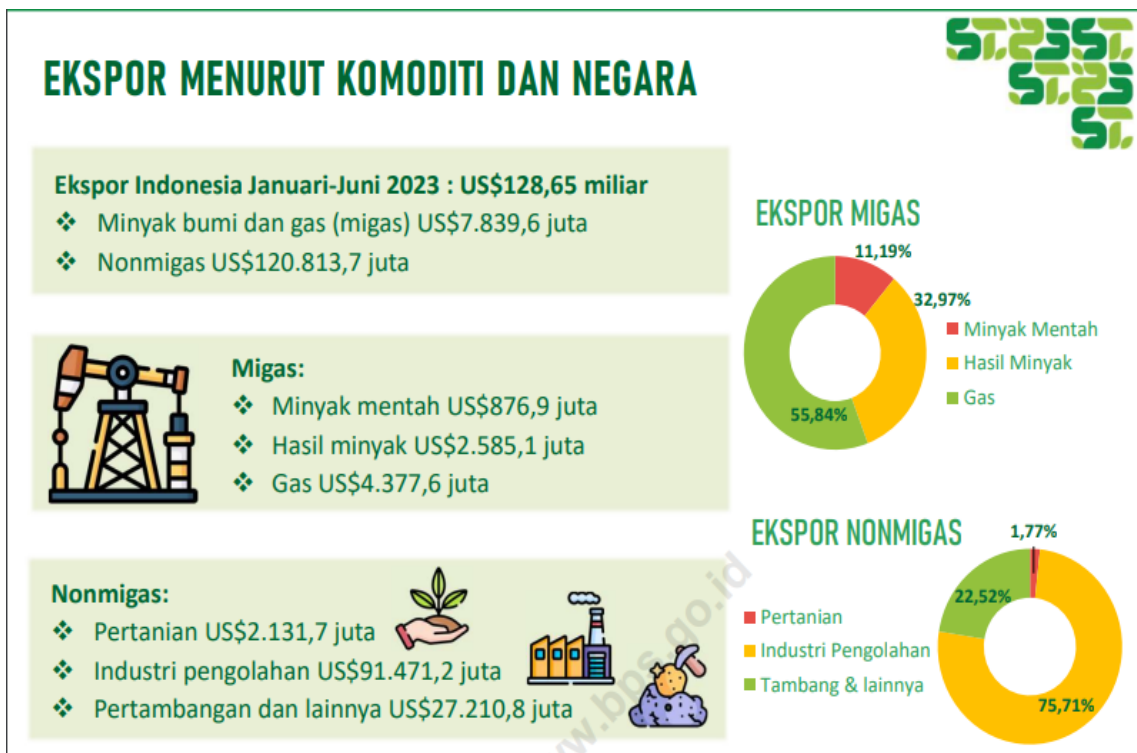 EKSPOR MENURUT KOMODITI DAN NEGARA
ST.23ST.
ST.23
ST.
Ekspor Indonesia Januari-Juni 2023 : US$128,65 miliar
❖ Minyak bumi dan gas (migas) US$7.839,6 juta
❖ Nonmigas US$120.813,7 juta
Migas:
❖ Minyak mentah US$876,9 juta
❖ Hasil minyak US$2.585,1 juta
❖ Gas US$4.377,6 juta
Nonmigas:
❖ Pertanian US$2.131,7 juta
❖ Industri pengolahan US$91.471,2 juta
❖ Pertambangan dan lainnya US$27.210,8 juta
EKSPOR MIGAS
11,19%
32,97%
55,84%
Minyak Mentah
Hasil Minyak
Gas
EKSPOR NONMIGAS
1,77%
22,52%
75,71%
Pertanian
Industri Pengolahan
Tambang & lainnya
w.bps.go.id